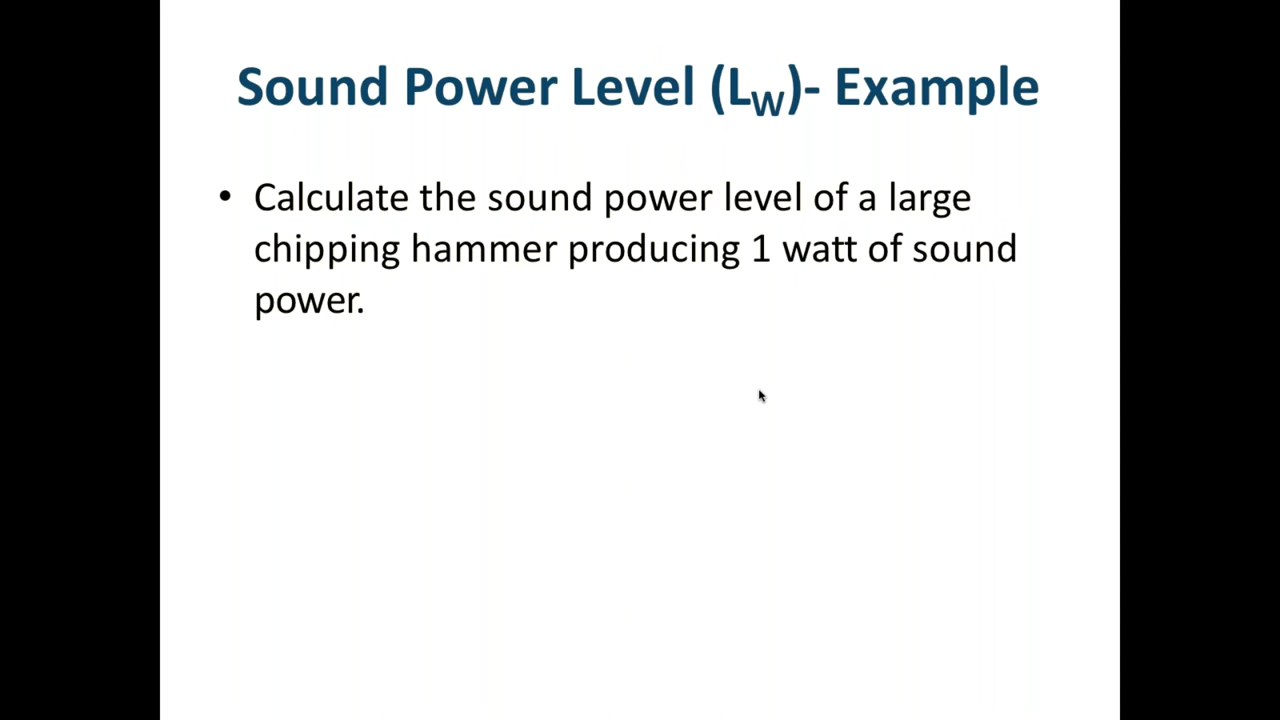 Sound Power Level (LW)- Example
• Calculate the sound power level of a large
chipping hammer producing 1 watt of sound
power.